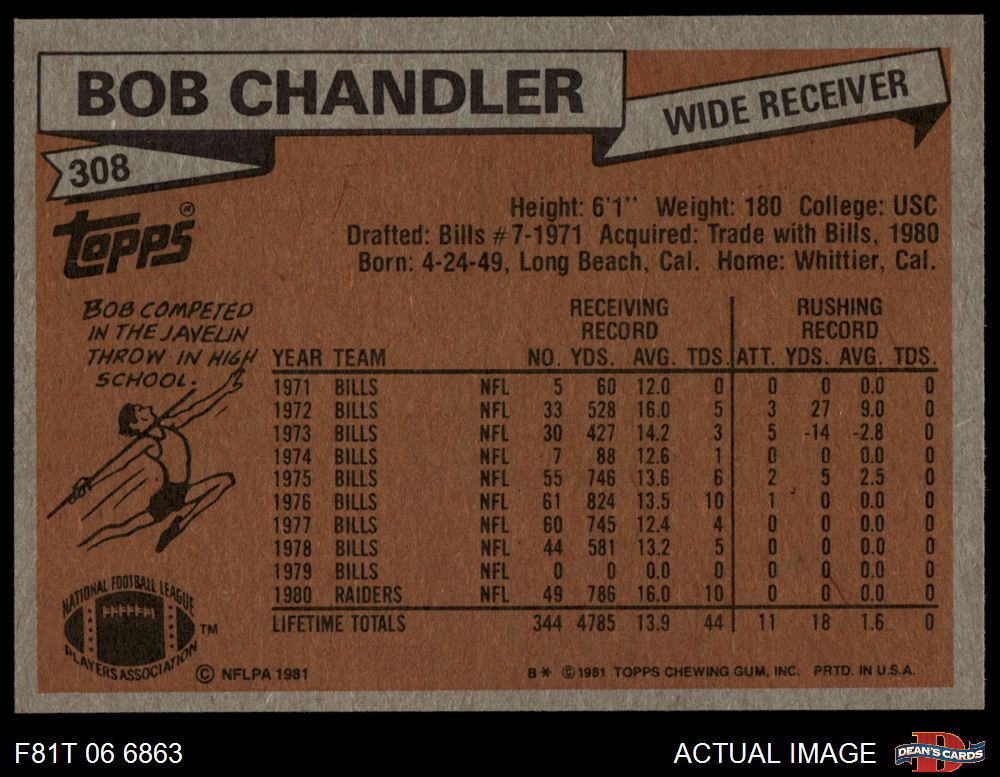 BOB CHANDLER
WIDE RECEIVER
308
TOPPS®
Height: 6'1" Weight: 180 College: USC
Drafted: Bills #7-1971 Acquired: Trade with Bills, 1980
Born: 4-24-49, Long Beach, Cal. Home: Whittier, Cal.
BOB COMPETED
IN THE JAVELIN
THROW IN HIGH
SCHOOL.
RECEIVING RECORD RUSHING RECORD
YEAR TEAM NO. YDS. AVG. TDS. ATT. YDS. AVG. TDS.
1971 BILLS NFL 5 60 12.0 0 0 0 0.0 0
1972 BILLS NFL 33 528 16.0 5 3 27 9.0 0
1973 BILLS NFL 30 427 14.2 3 5 -14 -2.8 0
1974 BILLS NFL 7 88 12.6 1 0 0 0.0 0
1975 BILLS NFL 55 746 13.6 6 2 5 2.5 0
1976 BILLS NFL 61 824 13.5 10 1 0 0.0 0
1977 BILLS NFL 60 745 12.4 4 0 0 0.0 0
1978 BILLS NFL 44 581 13.2 5 0 0 0.0 0
1979 BILLS NFL 0 0 0.0 0 0 0 0.0 0
1980 RAIDERS NFL 49 786 16.0 10 0 0 0.0 0
LIFETIME TOTALS 344 4785 13.9 44 11 18 1.6 0
NATIONAL FOOTBALL LEAGUE
PLAYERS ASSOCIATION
TM
© NFLPA 1981
B* © 1981 TOPPS CHEWING GUM, INC. PRTD. IN U.S.A.
F81T 06 6863
ACTUAL IMAGE
D
DEAN'S CARDS